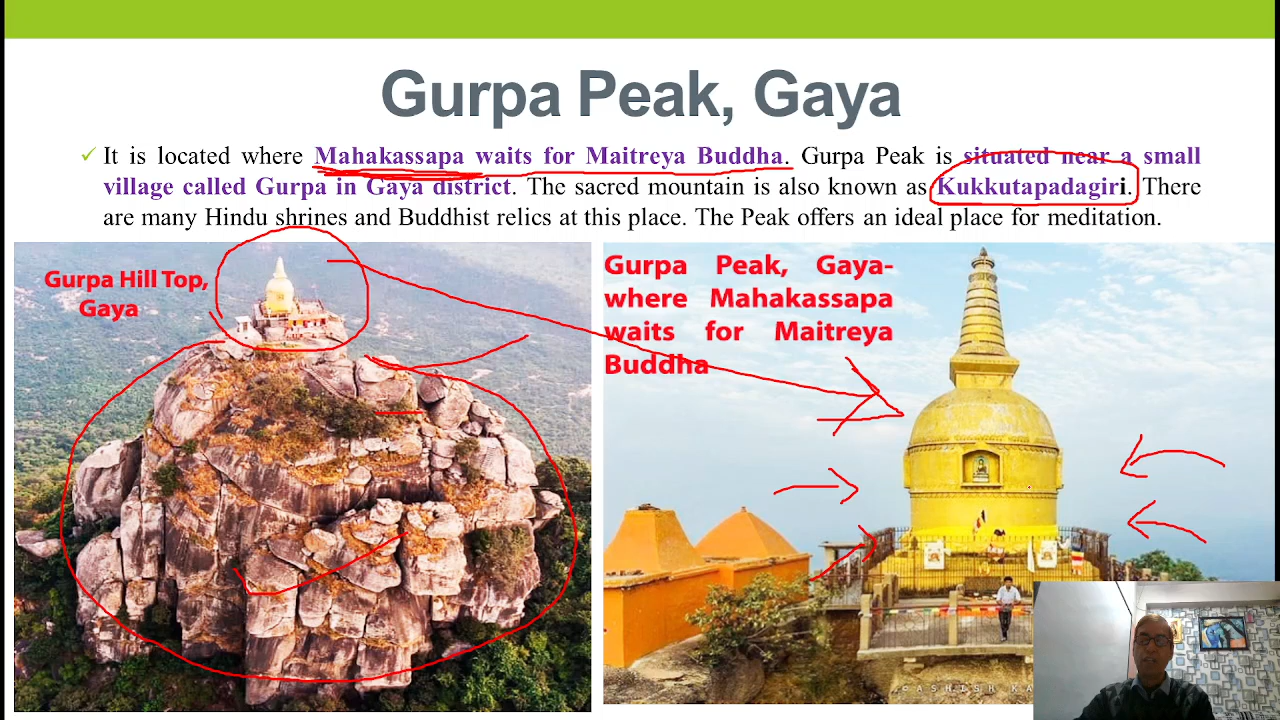 Gurpa Peak, Gaya
It is located where Mahakassapa waits for Maitreya Buddha. Gurpa Peak is situated near a small
village called Gurpa in Gaya district. The sacred mountain is also known as Kukkutapadagiri. There
are many Hindu shrines and Buddhist relics at this place. The Peak offers an ideal place for meditation.
Gurpa Hill Top,
Gaya
Gurpa Peak, Gaya-
where Mahakassapa
waits for Maitreya
Buddha
©ASHISH KA